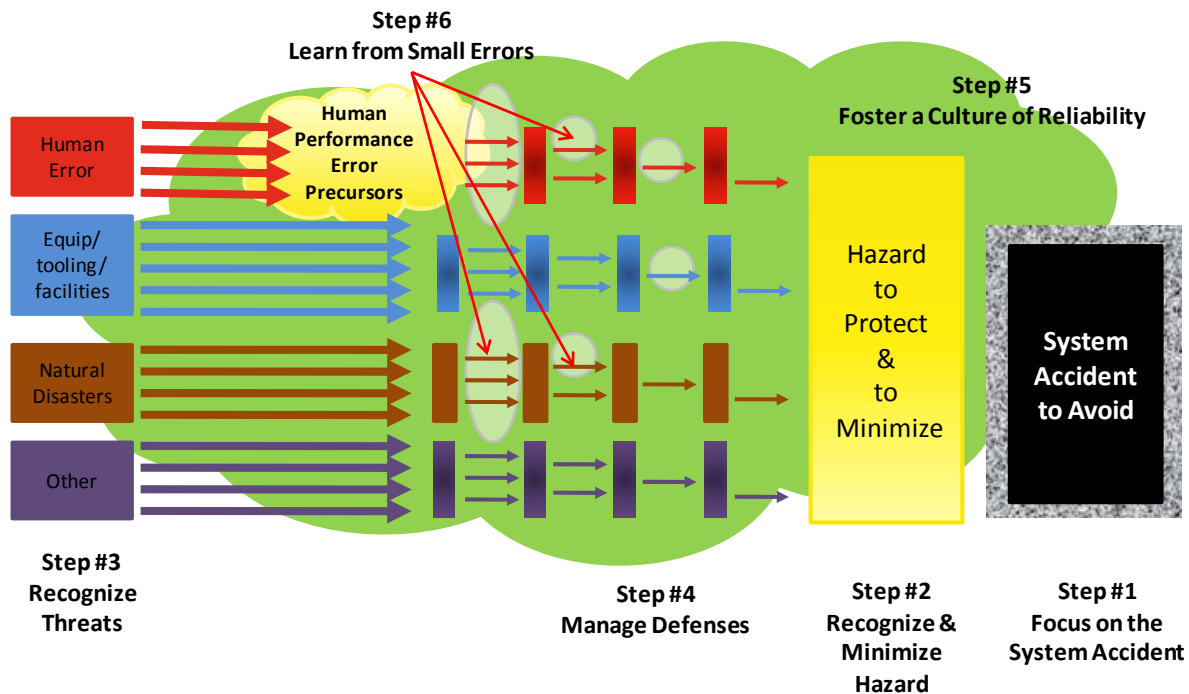 Step #6
Learn from Small Errors
Step #5
Foster a Culture of Reliability
Human
Error
Human
Performance
Error
Precursors
Equip/
tooling/
facilities
Hazard
to
Protect
&
to
Minimize
System
Accident
to Avoid
Natural
Disasters
Other
Step #3
Recognize
Threats
Step #4
Manage Defenses
Step #2
Recognize &
Minimize
Hazard
Step #1
Focus on the
System Accident